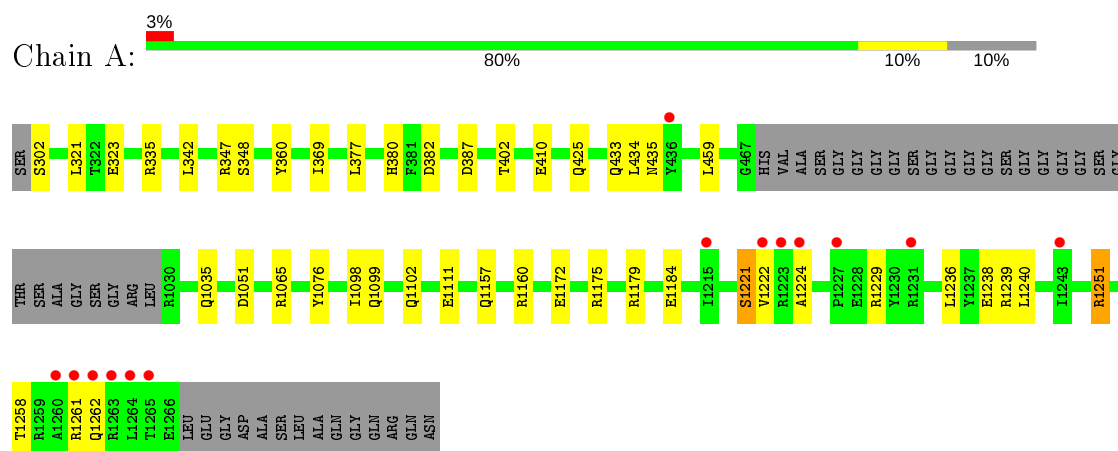 3%
Chain A:
80% 10% 10%
SER S302 L321 T322 E323 R335 L342 R347 S348 Y360 I369 L377 H380 F381 D382 D387 T402 E410 Q425 Q433 L434 N435 Y436 L459 G467 HIS VAL ALA SER GLY GLY GLY GLY SER GLY GLY GLY GLY SER GLY GLY GLY GLY SER GLY
THR SER ALA GLY SER GLY ARG LEU R1030 Q1035 D1051 R1065 Y1076 I1098 Q1099 Q1102 E1111 Q1157 R1160 E1172 R1175 R1179 E1184 I1215 S1221 V1222 R1223 A1224 P1227 E1228 R1229 Y1230 R1231 L1236 Y1237 E1238 R1239 L1240 I1243 R1251
T1258 R1259 A1260 R1261 Q1262 R1263 L1264 T1265 E1266 LEU GLU GLY ASP ALA SER LEU ALA GLN GLY GLN ARG GLN ASN